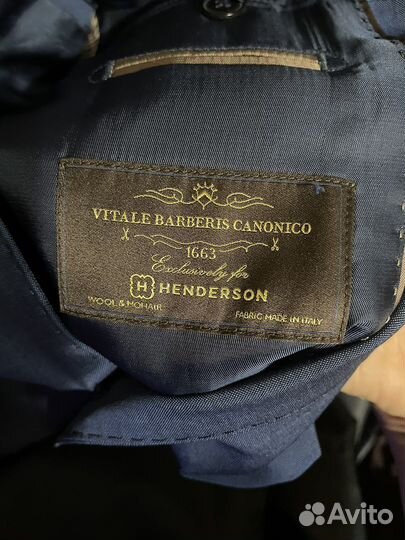 VITALE BARBERIS CANONICO
1663
Exclusively for
H HENDERSON
WOOL & MOHAIR
FABRIC MADE IN ITALY
Avito